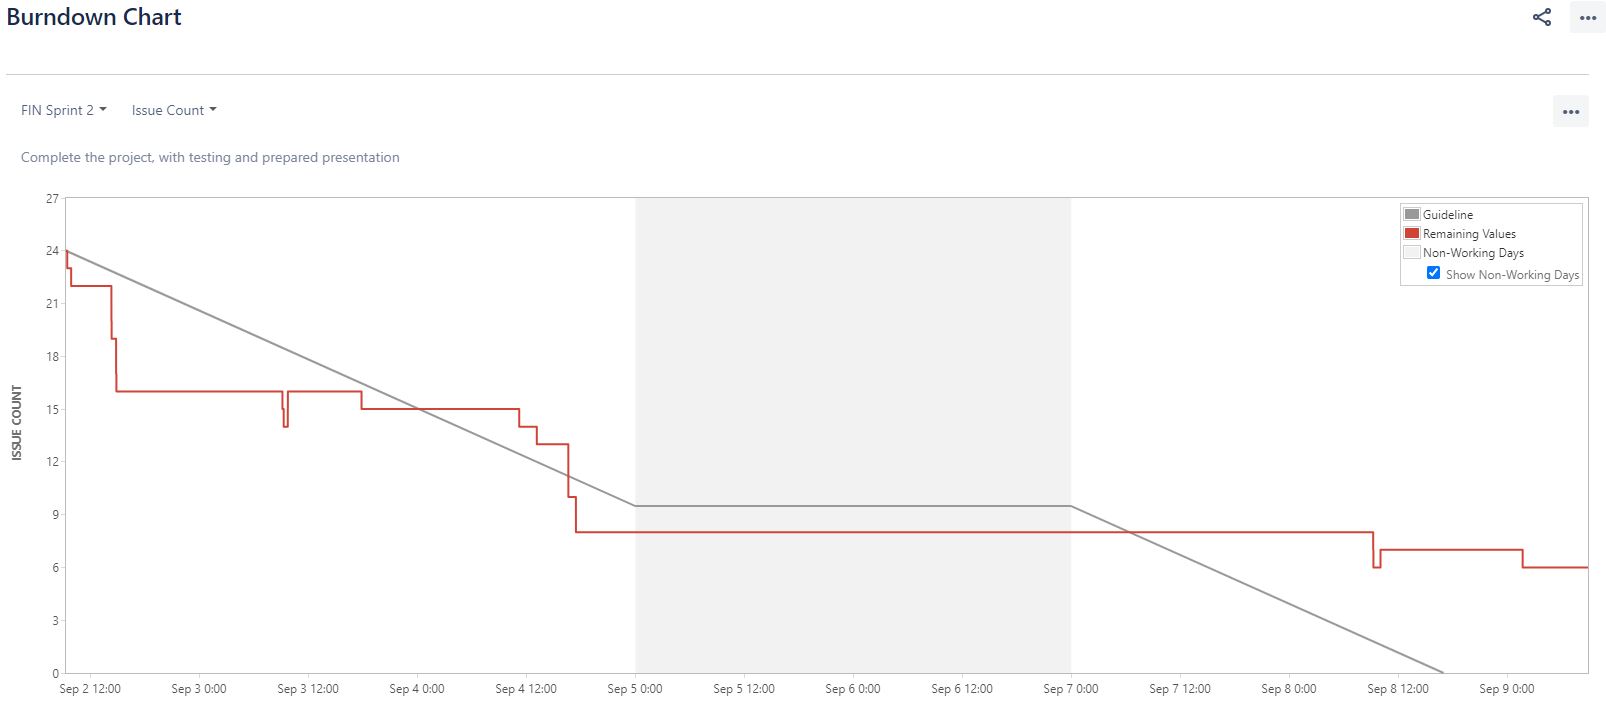 Burndown Chart
FIN Sprint 2 Issue Count
Complete the project, with testing and prepared presentation
27
24
21
18
15
12
9
6
3
0
ISSUE COUNT
Guideline
Remaining Values
Non-Working Days
Show Non-Working Days
Sep 2 12:00 Sep 3 0:00 Sep 3 12:00 Sep 4 0:00 Sep 4 12:00 Sep 5 0:00 Sep 5 12:00 Sep 6 0:00 Sep 6 12:00 Sep 7 0:00 Sep 7 12:00 Sep 8 0:00 Sep 8 12:00 Sep 9 0:00